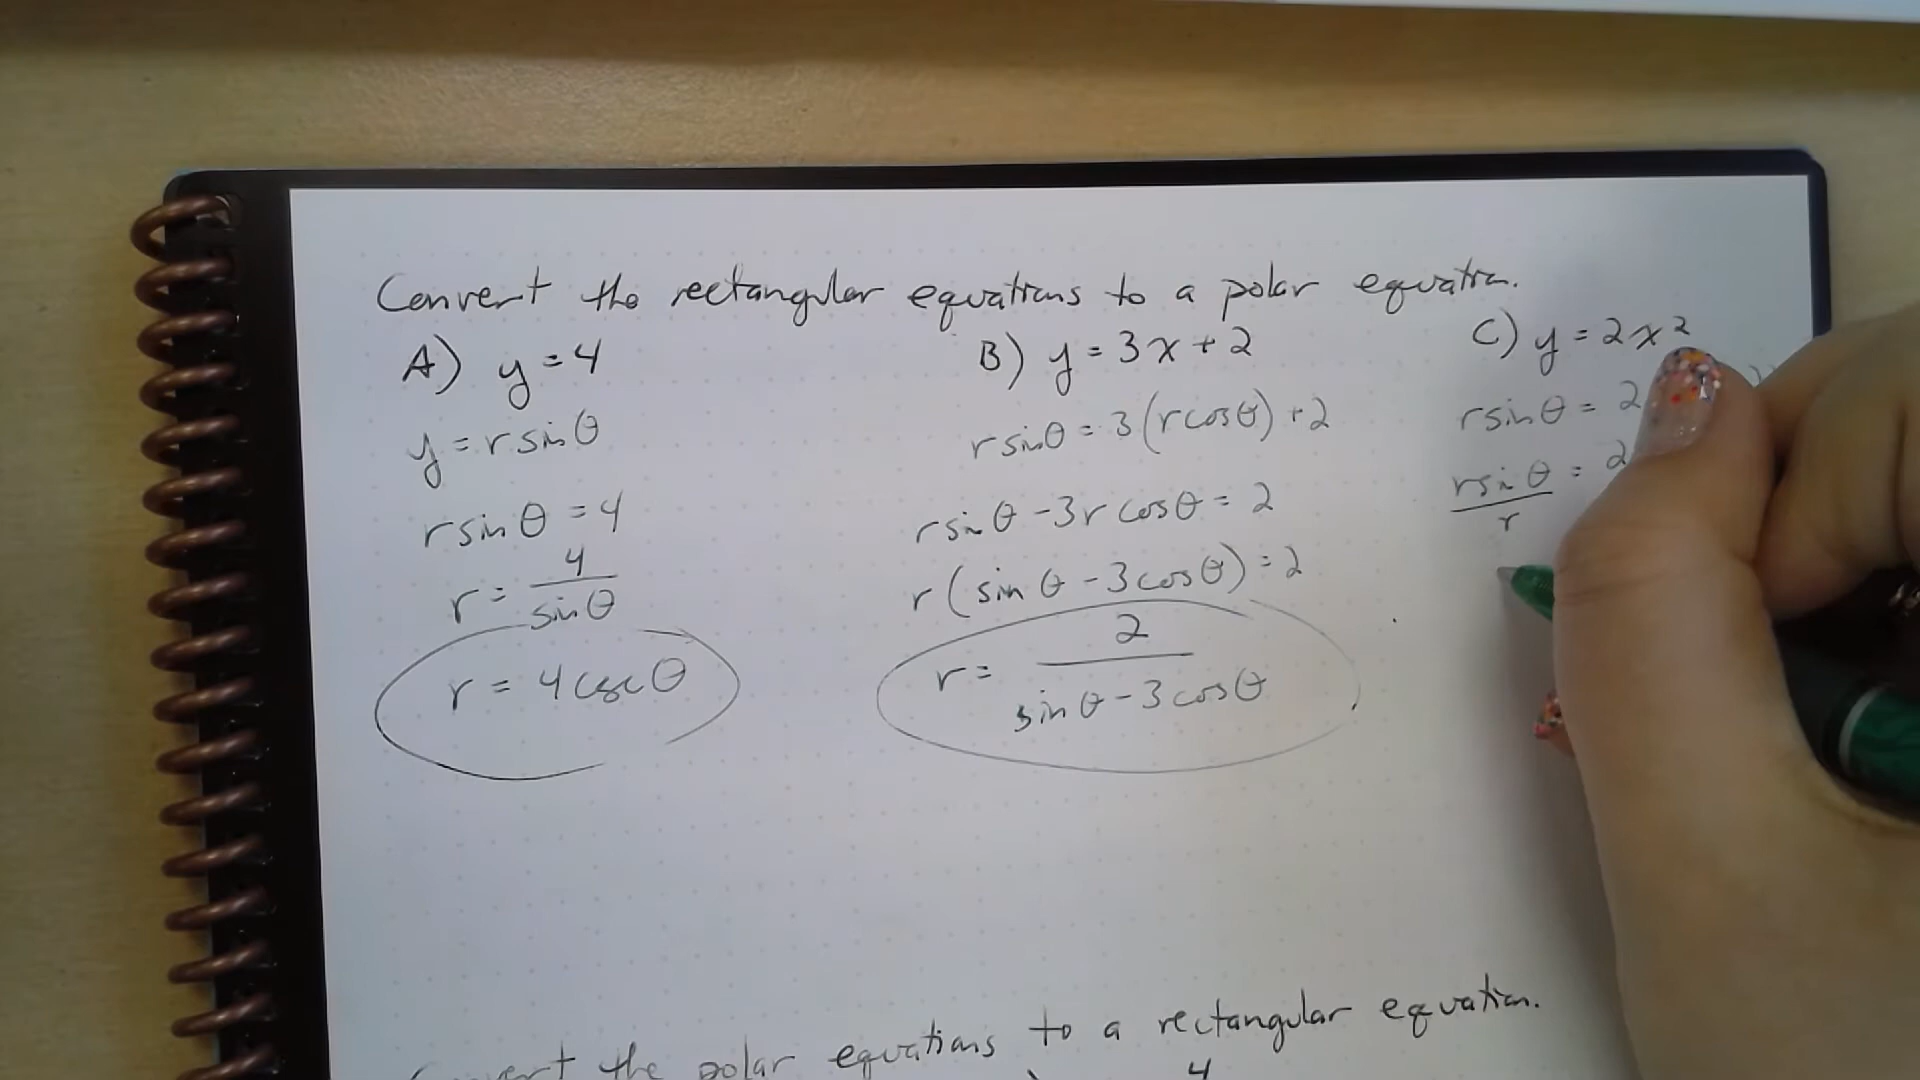 Convert the rectangular equations to a polar equation.
A) y = 4
y = r sin θ
r sin θ = 4
r = 4 / sin θ
r = 4 csc θ
B) y = 3x + 2
r sin θ = 3(r cos θ) + 2
r sin θ - 3r cos θ = 2
r(sin θ - 3 cos θ) = 2
r = 2 / sin θ - 3 cos θ
C) y = 2x²
r sin θ = 2
r sin θ / r = 2
the polar equations to a rectangular equation.
4